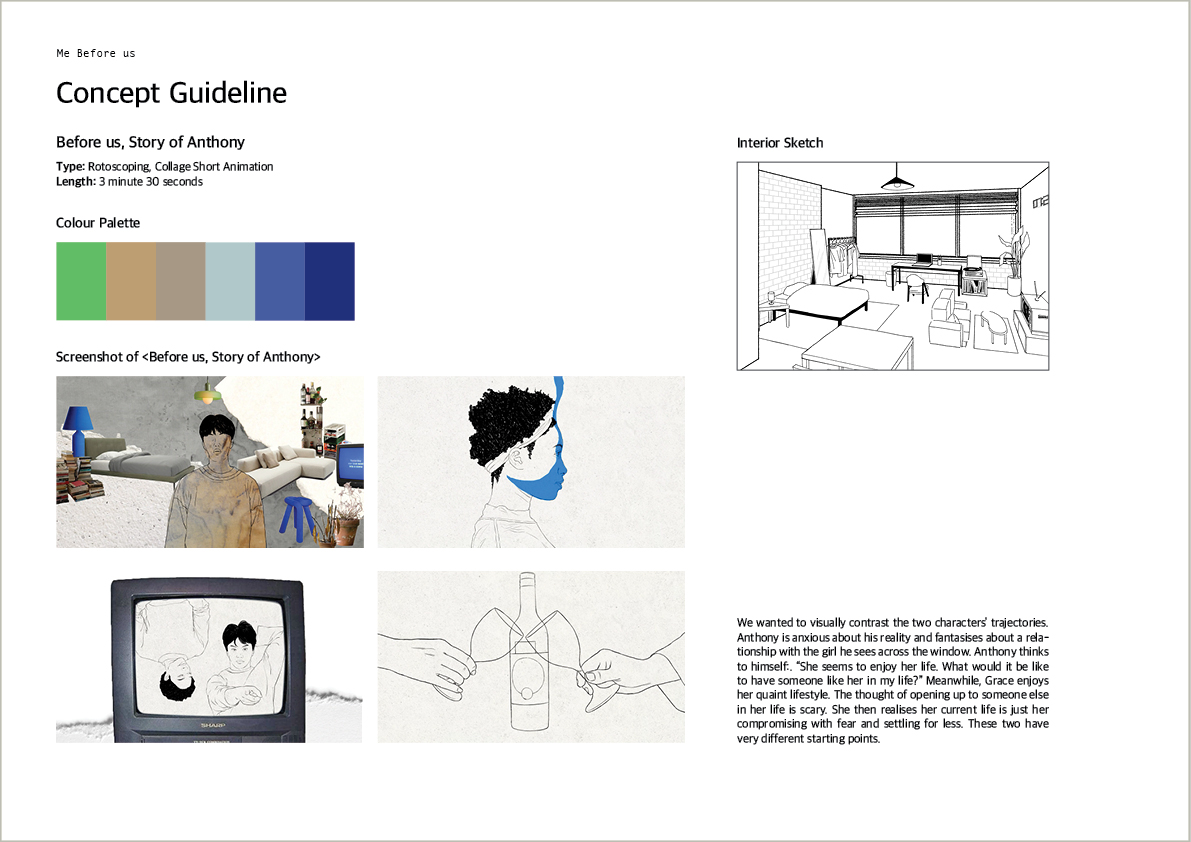 Me Before us
Concept Guideline
Before us, Story of Anthony
Type: Rotoscoping, Collage Short Animation
Length: 3 minute 30 seconds
Colour Palette
Screenshot of <Before us, Story of Anthony>
SHARP
Interior Sketch
We wanted to visually contrast the two characters' trajectories.
Anthony is anxious about his reality and fantasises about a rela-
tionship with the girl he sees across the window. Anthony thinks
to himself:. "She seems to enjoy her life. What would it be like
to have someone like her in my life?" Meanwhile, Grace enjoys
her quaint lifestyle. The thought of opening up to someone else
in her life is scary. She then realises her current life is just her
compromising with fear and settling for less. These two have
very different starting points.